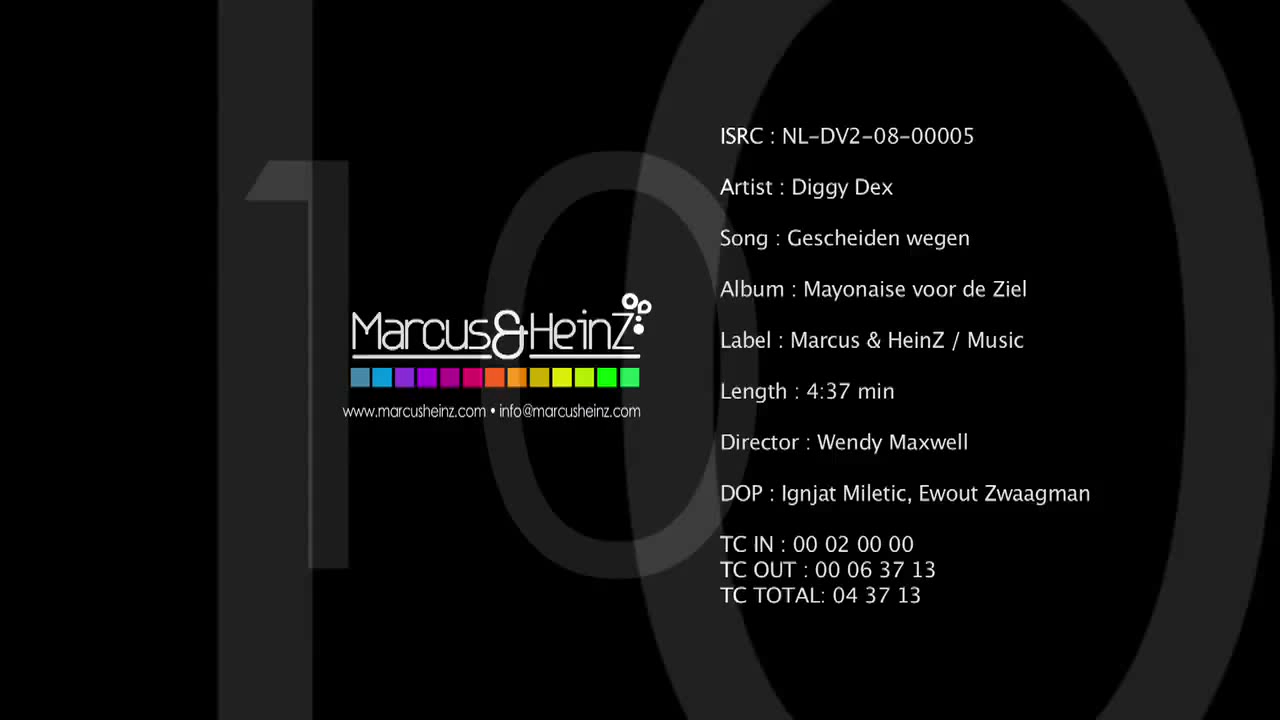 10
10
Marcus&HeinZ
www.marcusheinz.com • info@marcusheinz.com
ISRC : NL-DV2-08-00005
Artist : Diggy Dex
Song : Gescheiden wegen
Album : Mayonaise voor de Ziel
Label : Marcus & HeinZ / Music
Length : 4:37 min
Director : Wendy Maxwell
DOP : Ignjat Miletic, Ewout Zwaagman
TC IN : 00 02 00 00
TC OUT : 00 06 37 13
TC TOTAL: 04 37 13